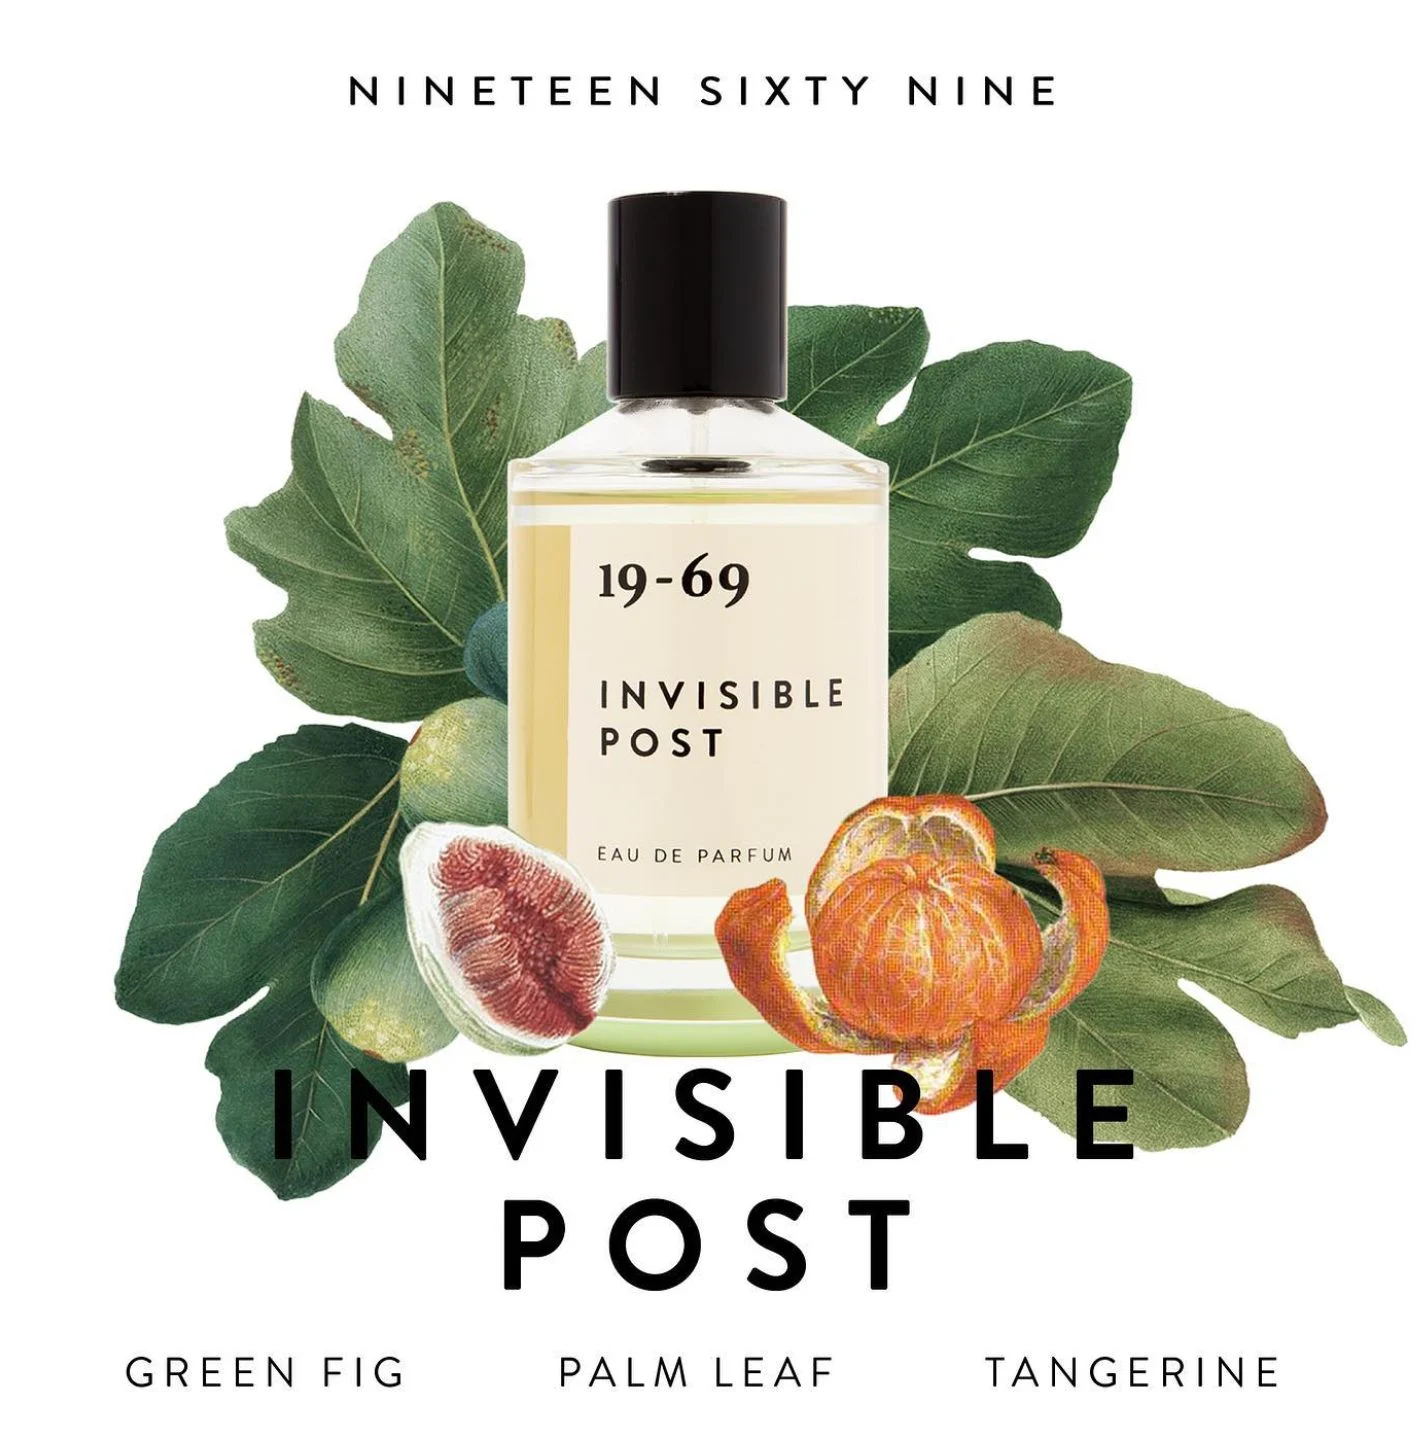 NINETEEN SIXTY NINE
19-69
INVISIBLE
POST
EAU DE PARFUM
INVISIBLE
POST
GREEN FIG PALM LEAF TANGERINE